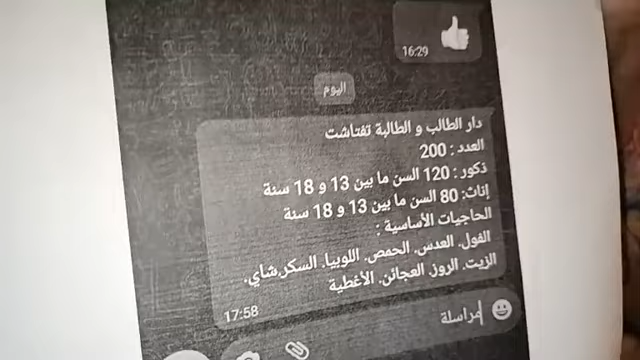 16:29
اليوم
دار الطالب و الطالبة تفتاشت
العدد : 200
ذكور : 120 السن ما بين 13 و 18 سنة
إناث: 80 السن ما بين 13 و 18 سنة
الحاجيات الأساسية :
الفول. العدس. الحمص. اللوبيا. السكر.شاي.
الزيت. الروز. العجائن. الأغطية
17:58
مراسلة